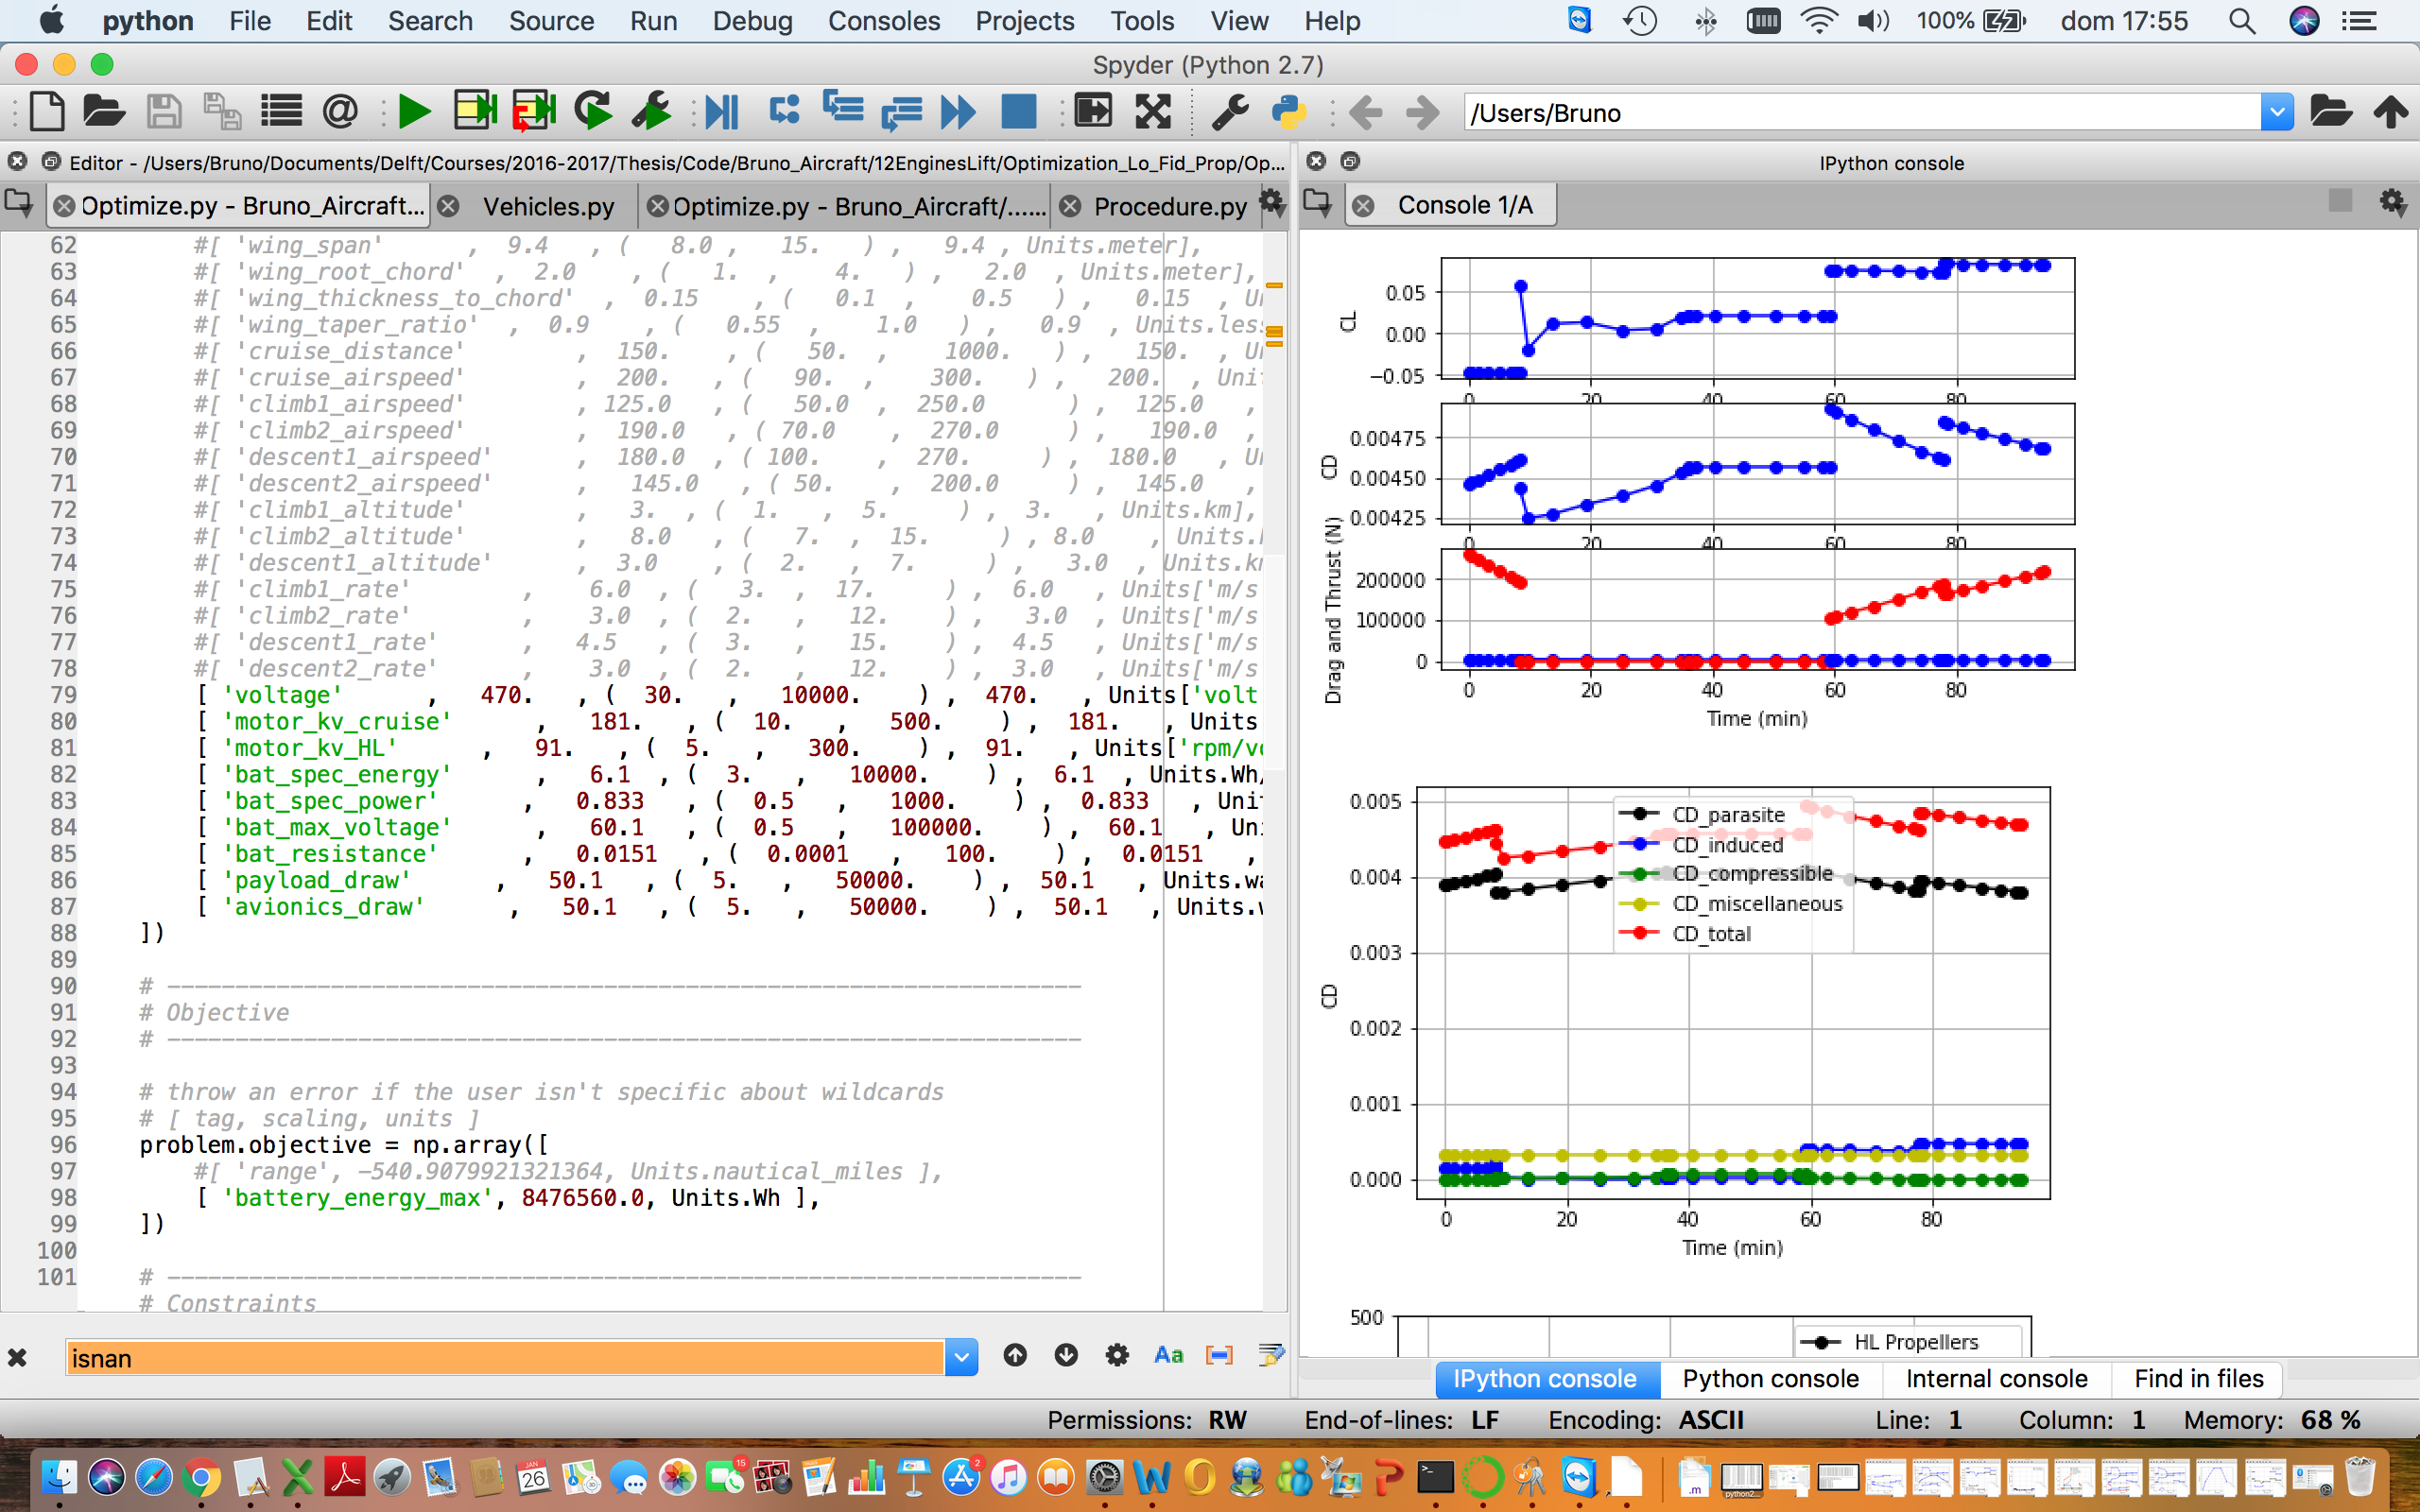 python File Edit Search Source Run Debug Consoles Projects Tools View Help 100% dom 17:55
Spyder (Python 2.7)
/Users/Bruno
Editor - /Users/Bruno/Documents/Delft/Courses/2016-2017/Thesis/Code/Bruno_Aircraft/12EnginesLift/Optimization_Lo_Fid_Prop/Op...
Optimize.py - Bruno_Aircraft... Vehicles.py Optimize.py - Bruno_Aircraft/...... Procedure.py
62 #[ 'wing_span' , 9.4 , ( 8.0 , 15. ) , 9.4 , Units.meter],
63 #[ 'wing_root_chord' , 2.0 , ( 1. , 4. ) , 2.0 , Units.meter],
64 #[ 'wing_thickness_to_chord' , 0.15 , ( 0.1 , 0.5 ) , 0.15 ,
65 #[ 'wing_taper_ratio' , 0.9 , ( 0.55 , 1.0 ) , 0.9 , Units.les
66 #[ 'cruise_distance' , 150. , ( 50. , 1000. ) , 150. ,
67 #[ 'cruise_airspeed' , 200. , ( 90. , 300. ) , 200. , Uni
68 #[ 'climb1_airspeed' , 125.0 , ( 50.0 , 250.0 ) , 125.0 ,
69 #[ 'climb2_airspeed' , 190.0 , ( 70.0 , 270.0 ) , 190.0 ,
70 #[ 'descent1_airspeed' , 180.0 , ( 100. , 270. ) , 180.0 ,
71 #[ 'descent2_airspeed' , 145.0 , ( 50. , 200.0 ) , 145.0 ,
72 #[ 'climb1_altitude' , 3. , ( 1. , 5. ) , 3. , Units.km],
73 #[ 'climb2_altitude' , 8.0 , ( 7. , 15. ) , 8.0 , Units.
74 #[ 'descent1_altitude' , 3.0 , ( 2. , 7. ) , 3.0 , Units.k
75 #[ 'climb1_rate' , 6.0 , ( 3. , 17. ) , 6.0 , Units['m/s
76 #[ 'climb2_rate' , 3.0 , ( 2. , 12. ) , 3.0 , Units['m/s
77 #[ 'descent1_rate' , 4.5 , ( 3. , 15. ) , 4.5 , Units['m/s
78 #[ 'descent2_rate' , 3.0 , ( 2. , 12. ) , 3.0 , Units['m/s
79 [ 'voltage' , 470. , ( 30. , 10000. ) , 470. , Units['volt
80 [ 'motor_kv_cruise' , 181. , ( 10. , 500. ) , 181. , Units
81 [ 'motor_kv_HL' , 91. , ( 5. , 300. ) , 91. , Units['rpm/v
82 [ 'bat_spec_energy' , 6.1 , ( 3. , 10000. ) , 6.1 , Units.Wh
83 [ 'bat_spec_power' , 0.833 , ( 0.5 , 1000. ) , 0.833 , Uni
84 [ 'bat_max_voltage' , 60.1 , ( 0.5 , 100000. ) , 60.1 , Un
85 [ 'bat_resistance' , 0.0151 , ( 0.0001 , 100. ) , 0.0151 ,
86 [ 'payload_draw' , 50.1 , ( 5. , 50000. ) , 50.1 , Units.wa
87 [ 'avionics_draw' , 50.1 , ( 5. , 50000. ) , 50.1 , Units.
88 ])
89
90 # -------------------------------------------------------------------
91 # Objective
92 # -------------------------------------------------------------------
93
94 # throw an error if the user isn't specific about wildcards
95 # [ tag, scaling, units ]
96 problem.objective = np.array([
97 #[ 'range', -540.9079921321364, Units.nautical_miles ],
98 [ 'battery_energy_max', 8476560.0, Units.Wh ],
99 ])
100
101 # -------------------------------------------------------------------
# Constraints
isnan
Aa
IPython console
Console 1/A
CL
0.05
0.00
-0.05
0 20 40 60 80
CD
0.00475
0.00450
0.00425
0 20 40 60 80
Drag and Thrust (N)
200000
100000
0
0 20 40 60 80
Time (min)
CD
0.005
0.004
0.003
0.002
0.001
0.000
CD_parasite
CD_induced
CD_compressible
CD_miscellaneous
CD_total
0 20 40 60 80
Time (min)
500
HL Propellers
IPython console Python console Internal console Find in files
Permissions: RW End-of-lines: LF Encoding: ASCII Line: 1 Column: 1 Memory: 68 %
JAN
26
15
2
.m